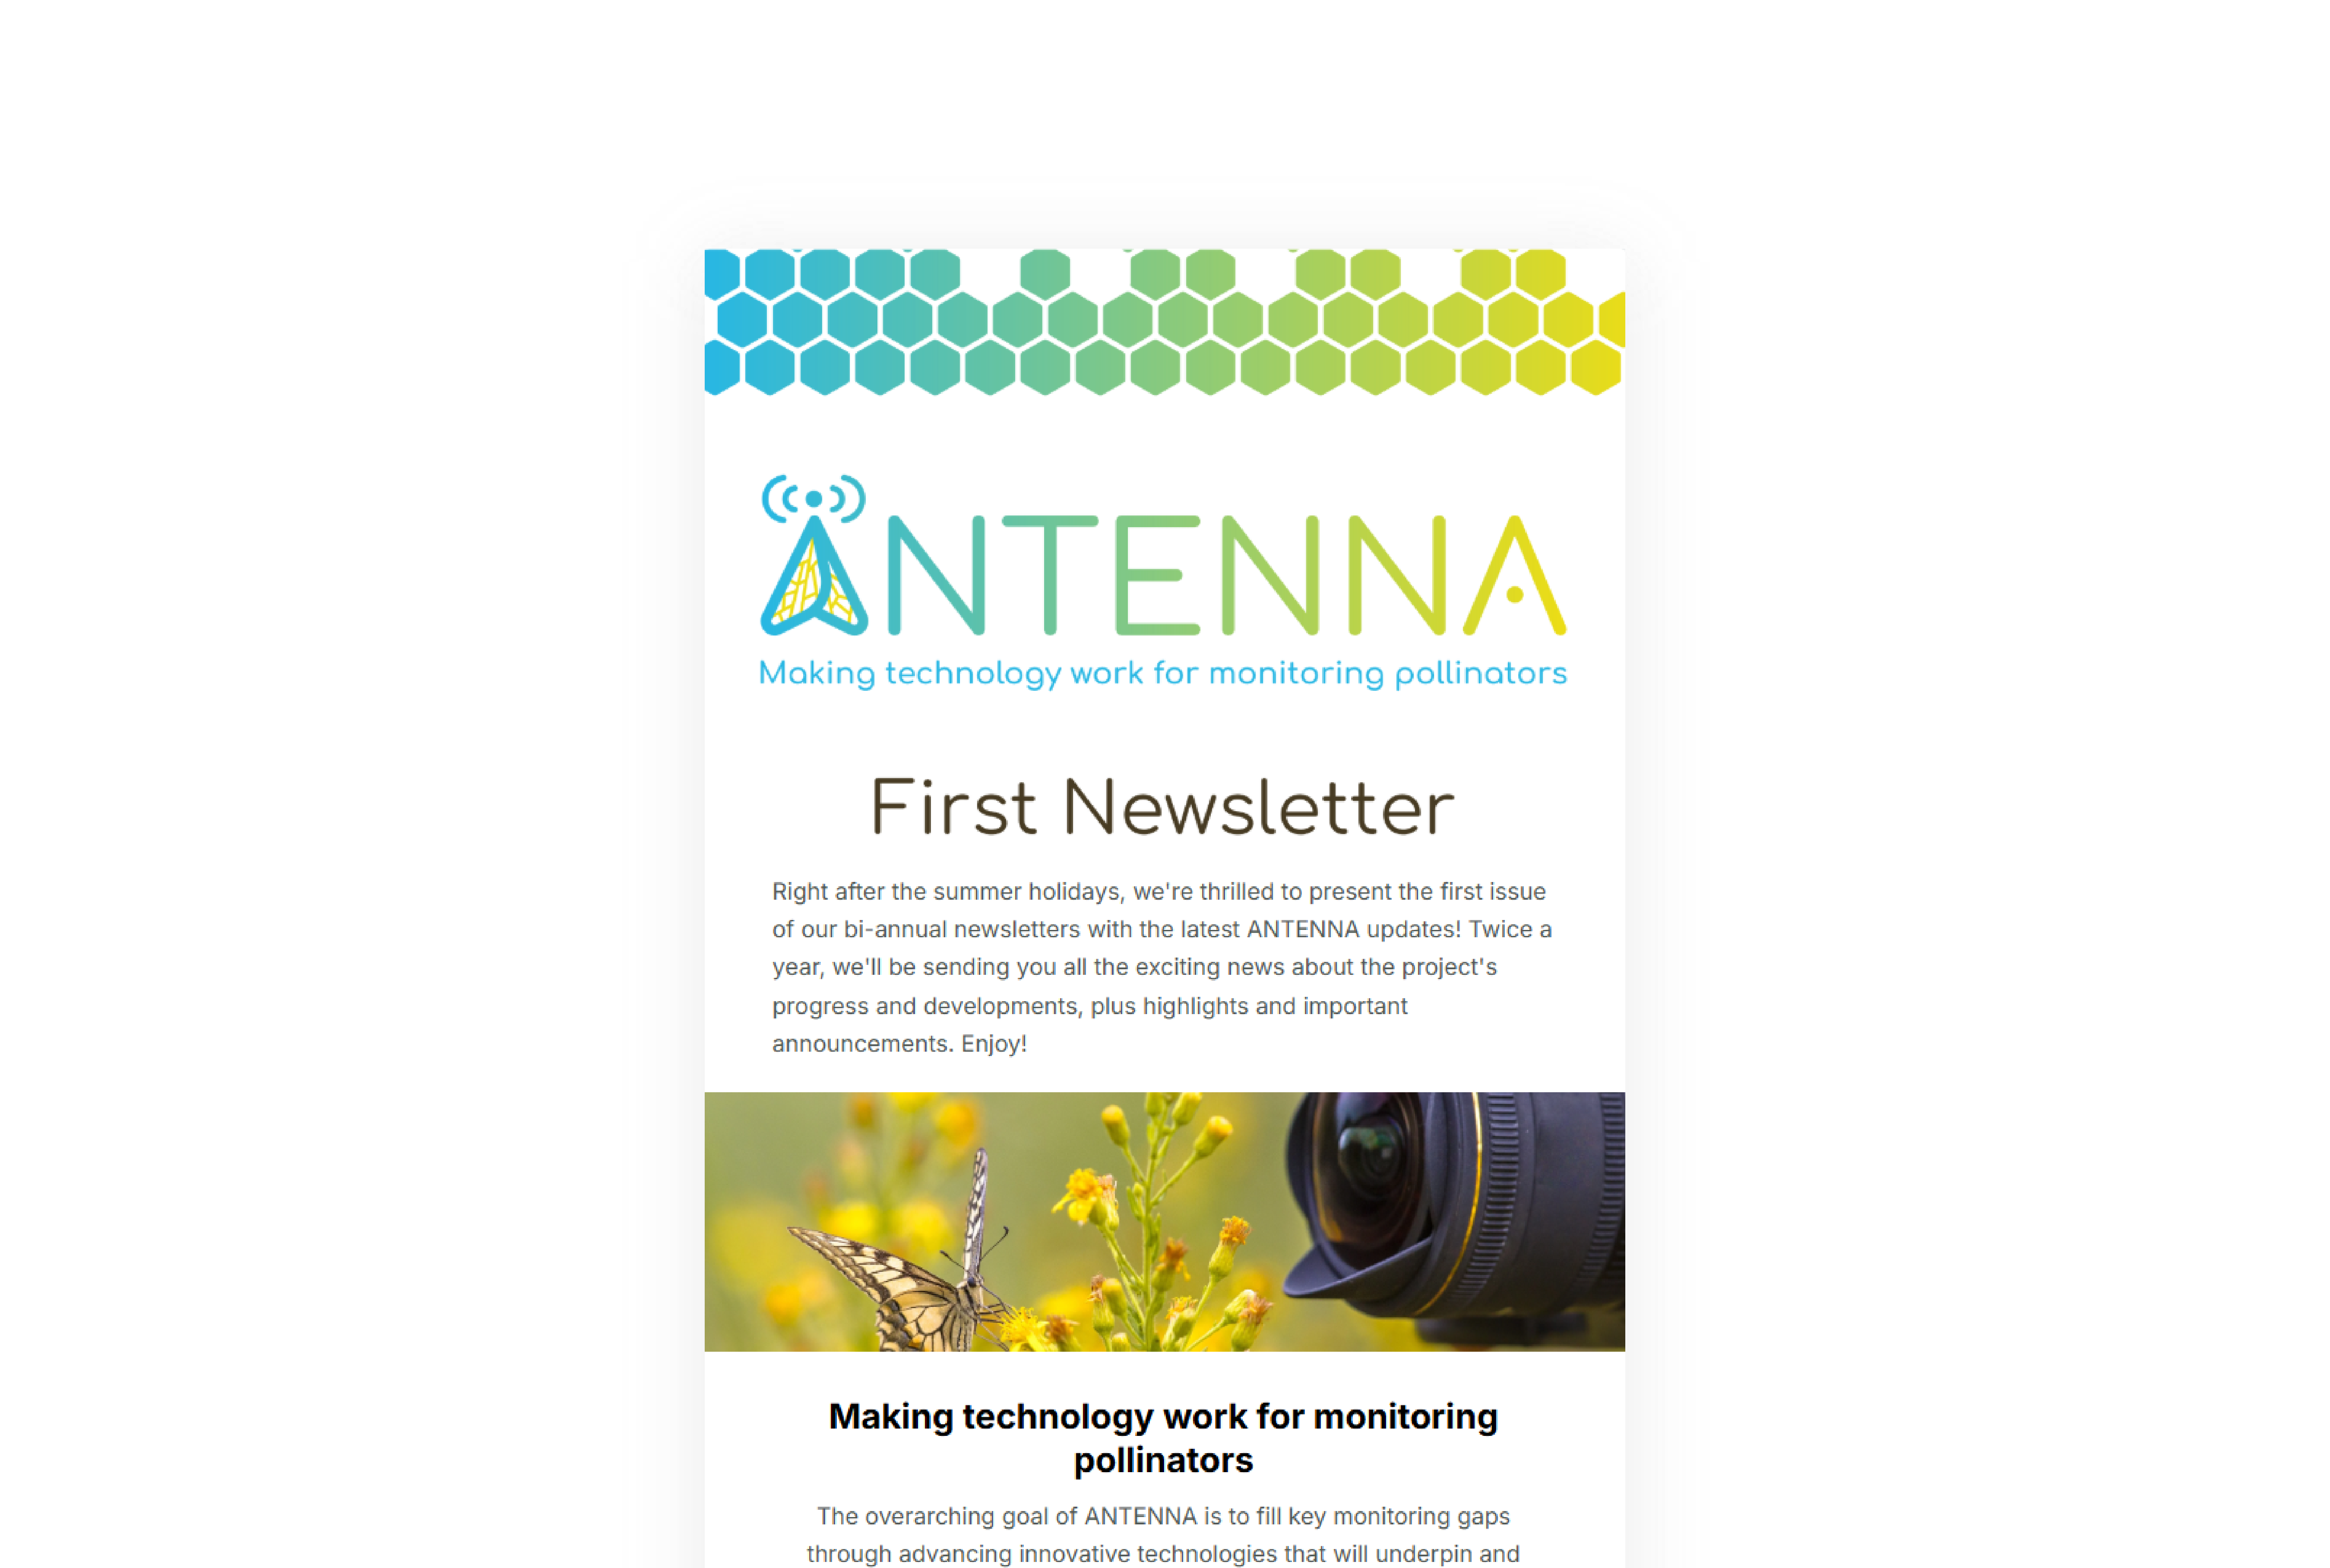 ANTENNA
Making technology work for monitoring pollinators
First Newsletter
Right after the summer holidays, we're thrilled to present the first issue
of our bi-annual newsletters with the latest ANTENNA updates! Twice a
year, we'll be sending you all the exciting news about the project's
progress and developments, plus highlights and important
announcements. Enjoy!
Making technology work for monitoring
pollinators
The overarching goal of ANTENNA is to fill key monitoring gaps
through advancing innovative technologies that will underpin and